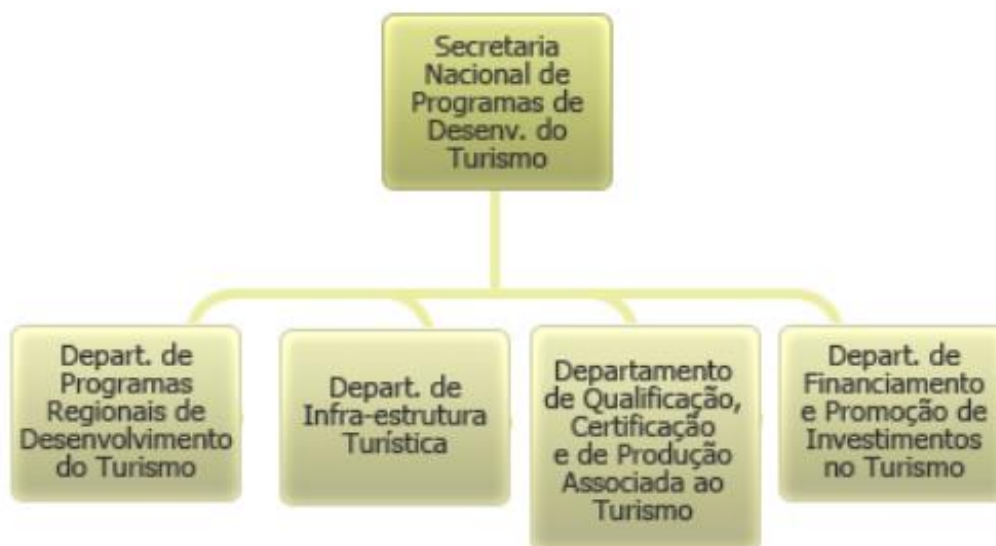 Secretaria
Nacional de
Programas de
Desenv. do
Turismo
Depart. de
Programas
Regionais de
Desenvolvimento
do Turismo
Depart. de
Infra-estrutura
Turística
Departamento
de Qualificação,
Certificação
e de Produção
Associada ao
Turismo
Depart. de
Financiamento
e Promoção de
Investimentos
no Turismo